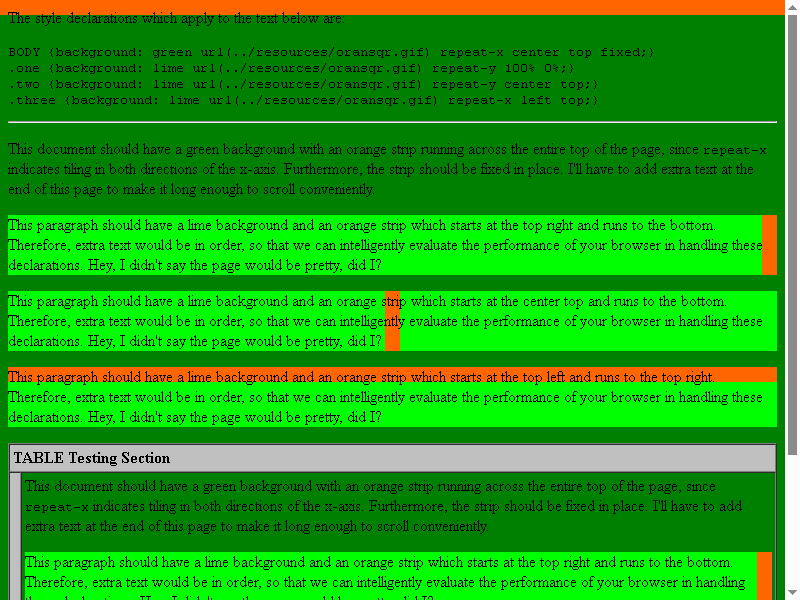 The style declarations which apply to the text below are:
BODY {background: green url(../resources/oransqr.gif) repeat-x center top fixed;}
.one {background: lime url(../resources/oransqr.gif) repeat-y 100% 0%;}
.two {background: lime url(../resources/oransqr.gif) repeat-y center top;}
.three {background: lime url(../resources/oransqr.gif) repeat-x left top;}
This document should have a green background with an orange strip running across the entire top of the page, since repeat-x
indicates tiling in both directions of the x-axis. Furthermore, the strip should be fixed in place. I'll have to add extra text at the
end of this page to make it long enough to scroll conveniently.
This paragraph should have a lime background and an orange strip which starts at the top right and runs to the bottom.
Therefore, extra text would be in order, so that we can intelligently evaluate the performance of your browser in handling these
declarations. Hey, I didn't say the page would be pretty, did I?
This paragraph should have a lime background and an orange strip which starts at the center top and runs to the bottom.
Therefore, extra text would be in order, so that we can intelligently evaluate the performance of your browser in handling these
declarations. Hey, I didn't say the page would be pretty, did I?
This paragraph should have a lime background and an orange strip which starts at the top left and runs to the top right.
Therefore, extra text would be in order, so that we can intelligently evaluate the performance of your browser in handling these
declarations. Hey, I didn't say the page would be pretty, did I?
TABLE Testing Section
This document should have a green background with an orange strip running across the entire top of the page, since
repeat-x indicates tiling in both directions of the x-axis. Furthermore, the strip should be fixed in place. I'll have to add
extra text at the end of this page to make it long enough to scroll conveniently.
This paragraph should have a lime background and an orange strip which starts at the top right and runs to the bottom.
Therefore, extra text would be in order, so that we can intelligently evaluate the performance of your browser in handling